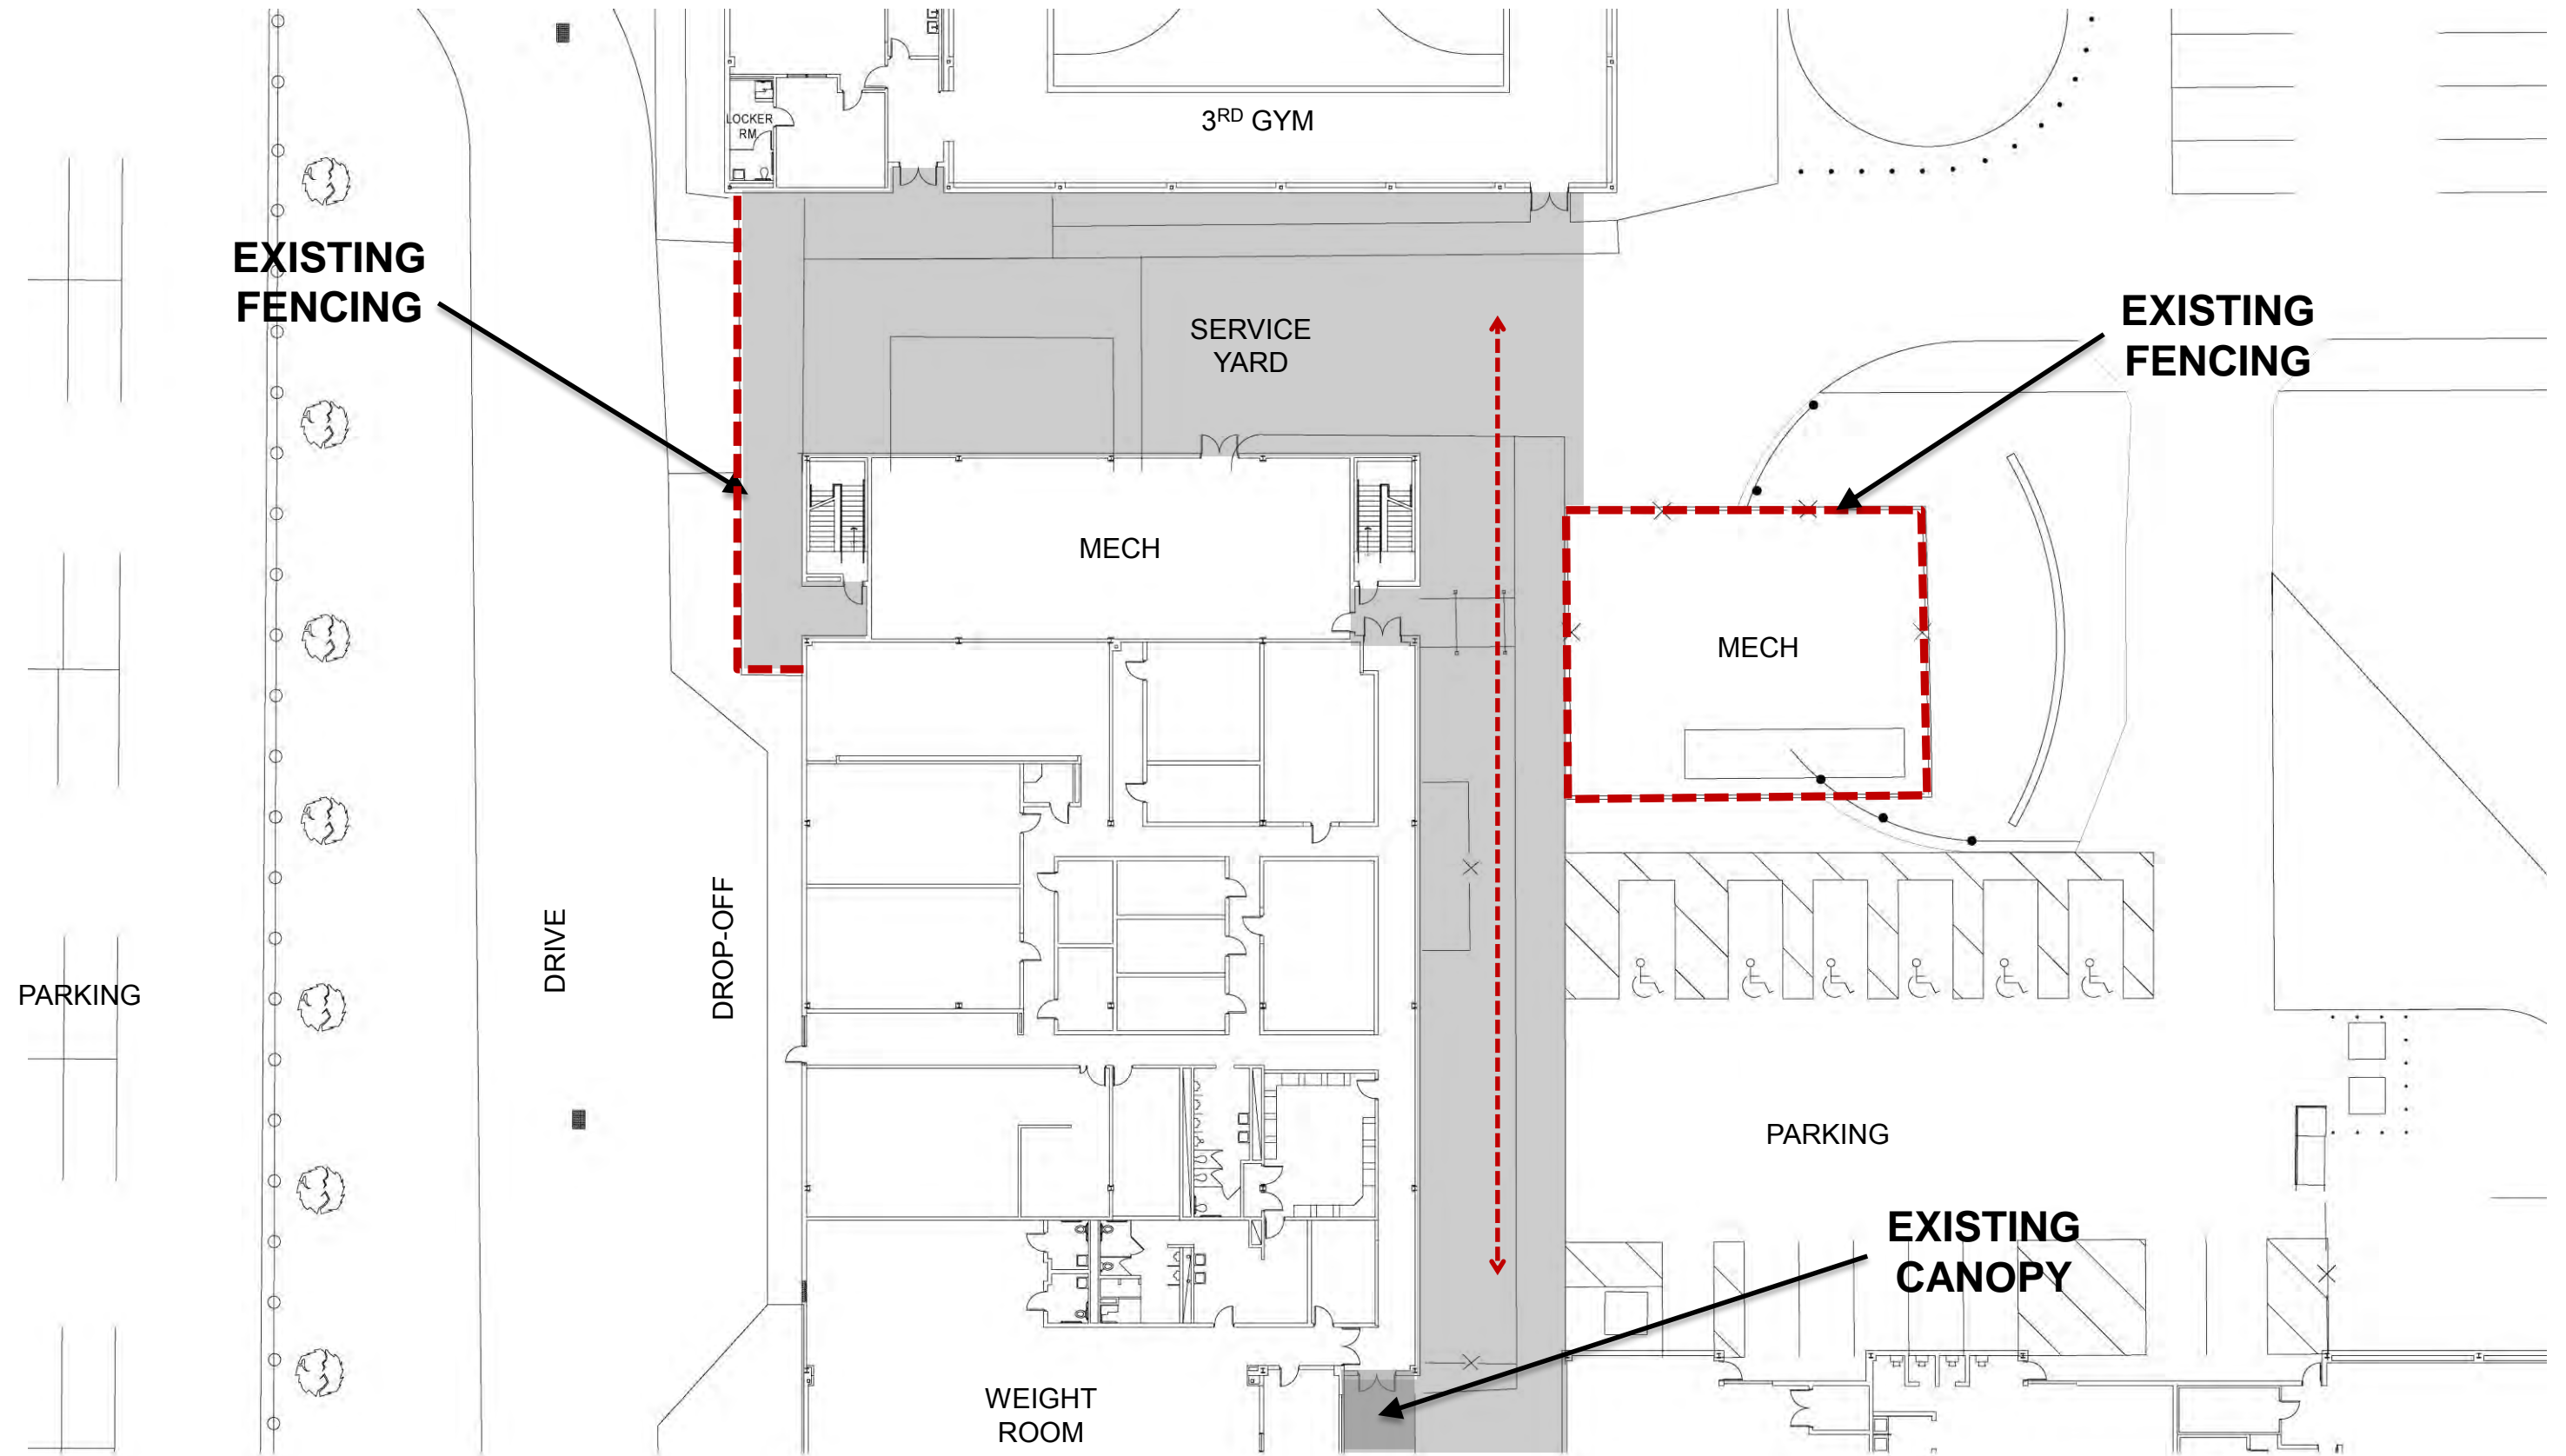 3RD GYM
LOCKER
RM
EXISTING
FENCING
SERVICE
YARD
EXISTING
FENCING
MECH
MECH
DRIVE
DROP-OFF
PARKING
PARKING
EXISTING
CANOPY
WEIGHT
ROOM